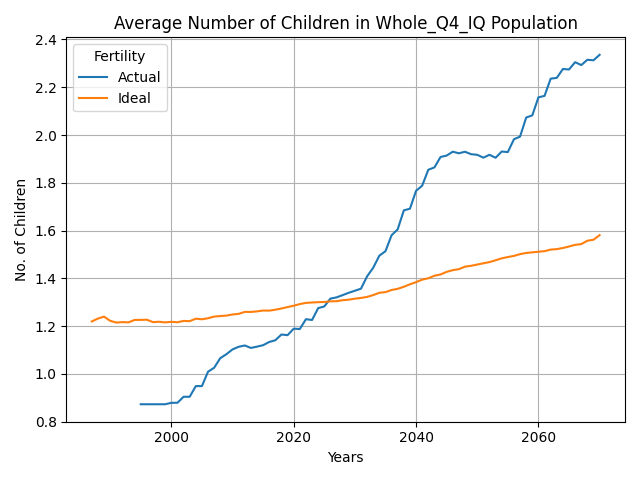 Average Number of Children in Whole_Q4_IQ Population
2.4
2.2
2.0
1.8
1.6
1.4
1.2
1.0
0.8
No. of Children
Fertility
Actual
Ideal
2000
2020
2040
2060
Years